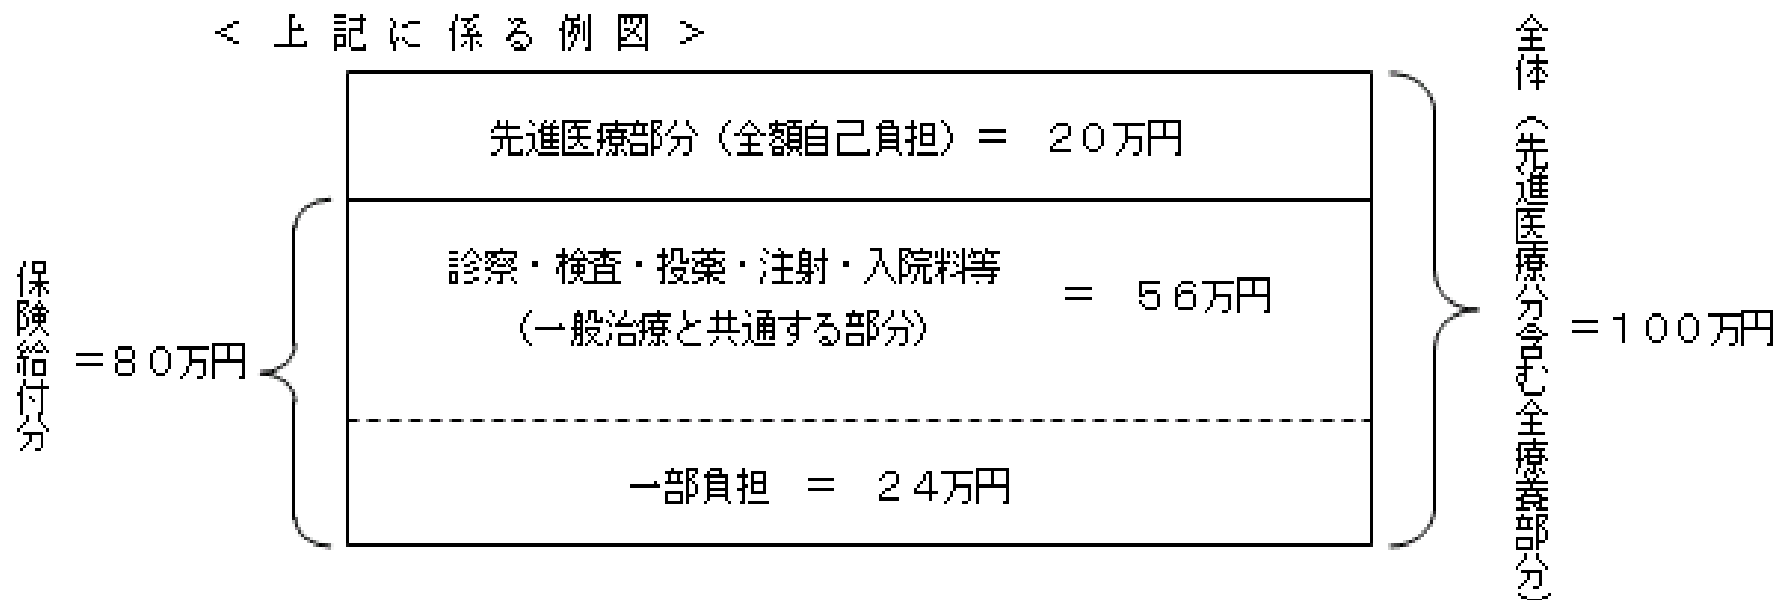 ＜ 上 記 に 係 る 例 図 ＞
先進医療部分（全額自己負担）＝　２０万円
診察・検査・投薬・注射・入院料等
（一般治療と共通する部分）
＝　５６万円
一部負担　＝　２４万円
保険給付分
＝８０万円
全体（先進医療分含む全療養部分）
＝１００万円